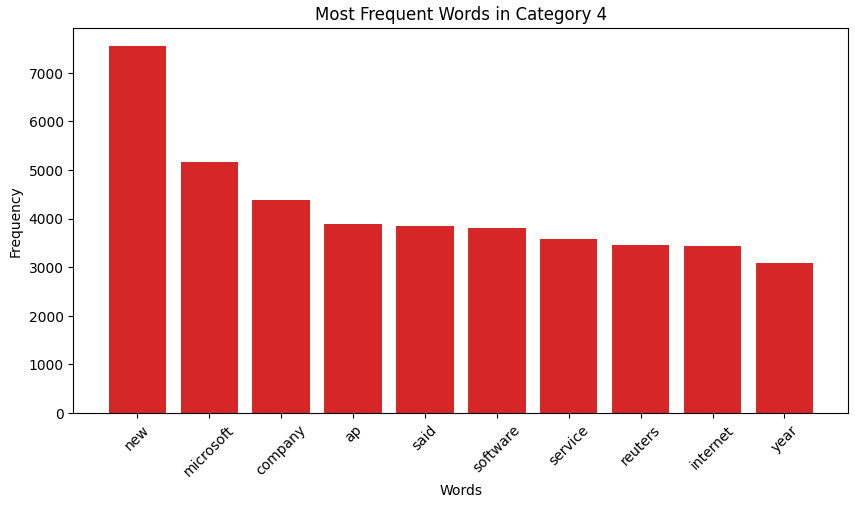 Most Frequent Words in Category 4
Frequency
7000
6000
5000
4000
3000
2000
1000
0
new
microsoft
company
ap
said
software
service
reuters
internet
year
Words